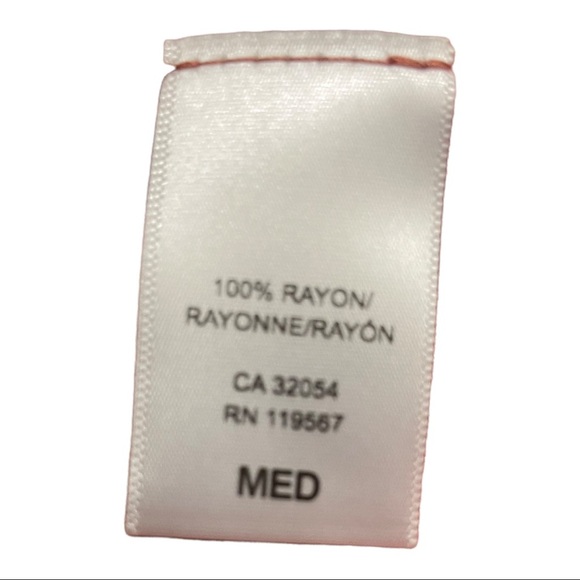 100% RAYON/
RAYONNE/RAYÓN
CA 32054
RN 119567
MED